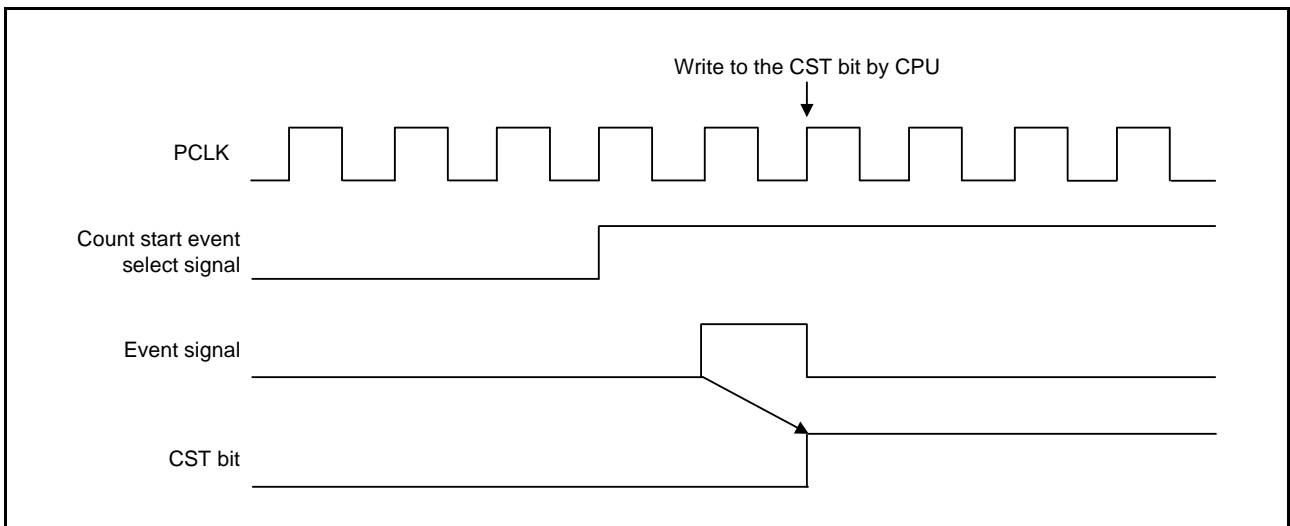 Write to the CST bit by CPU
PCLK
Count start event
select signal
Event signal
CST bit